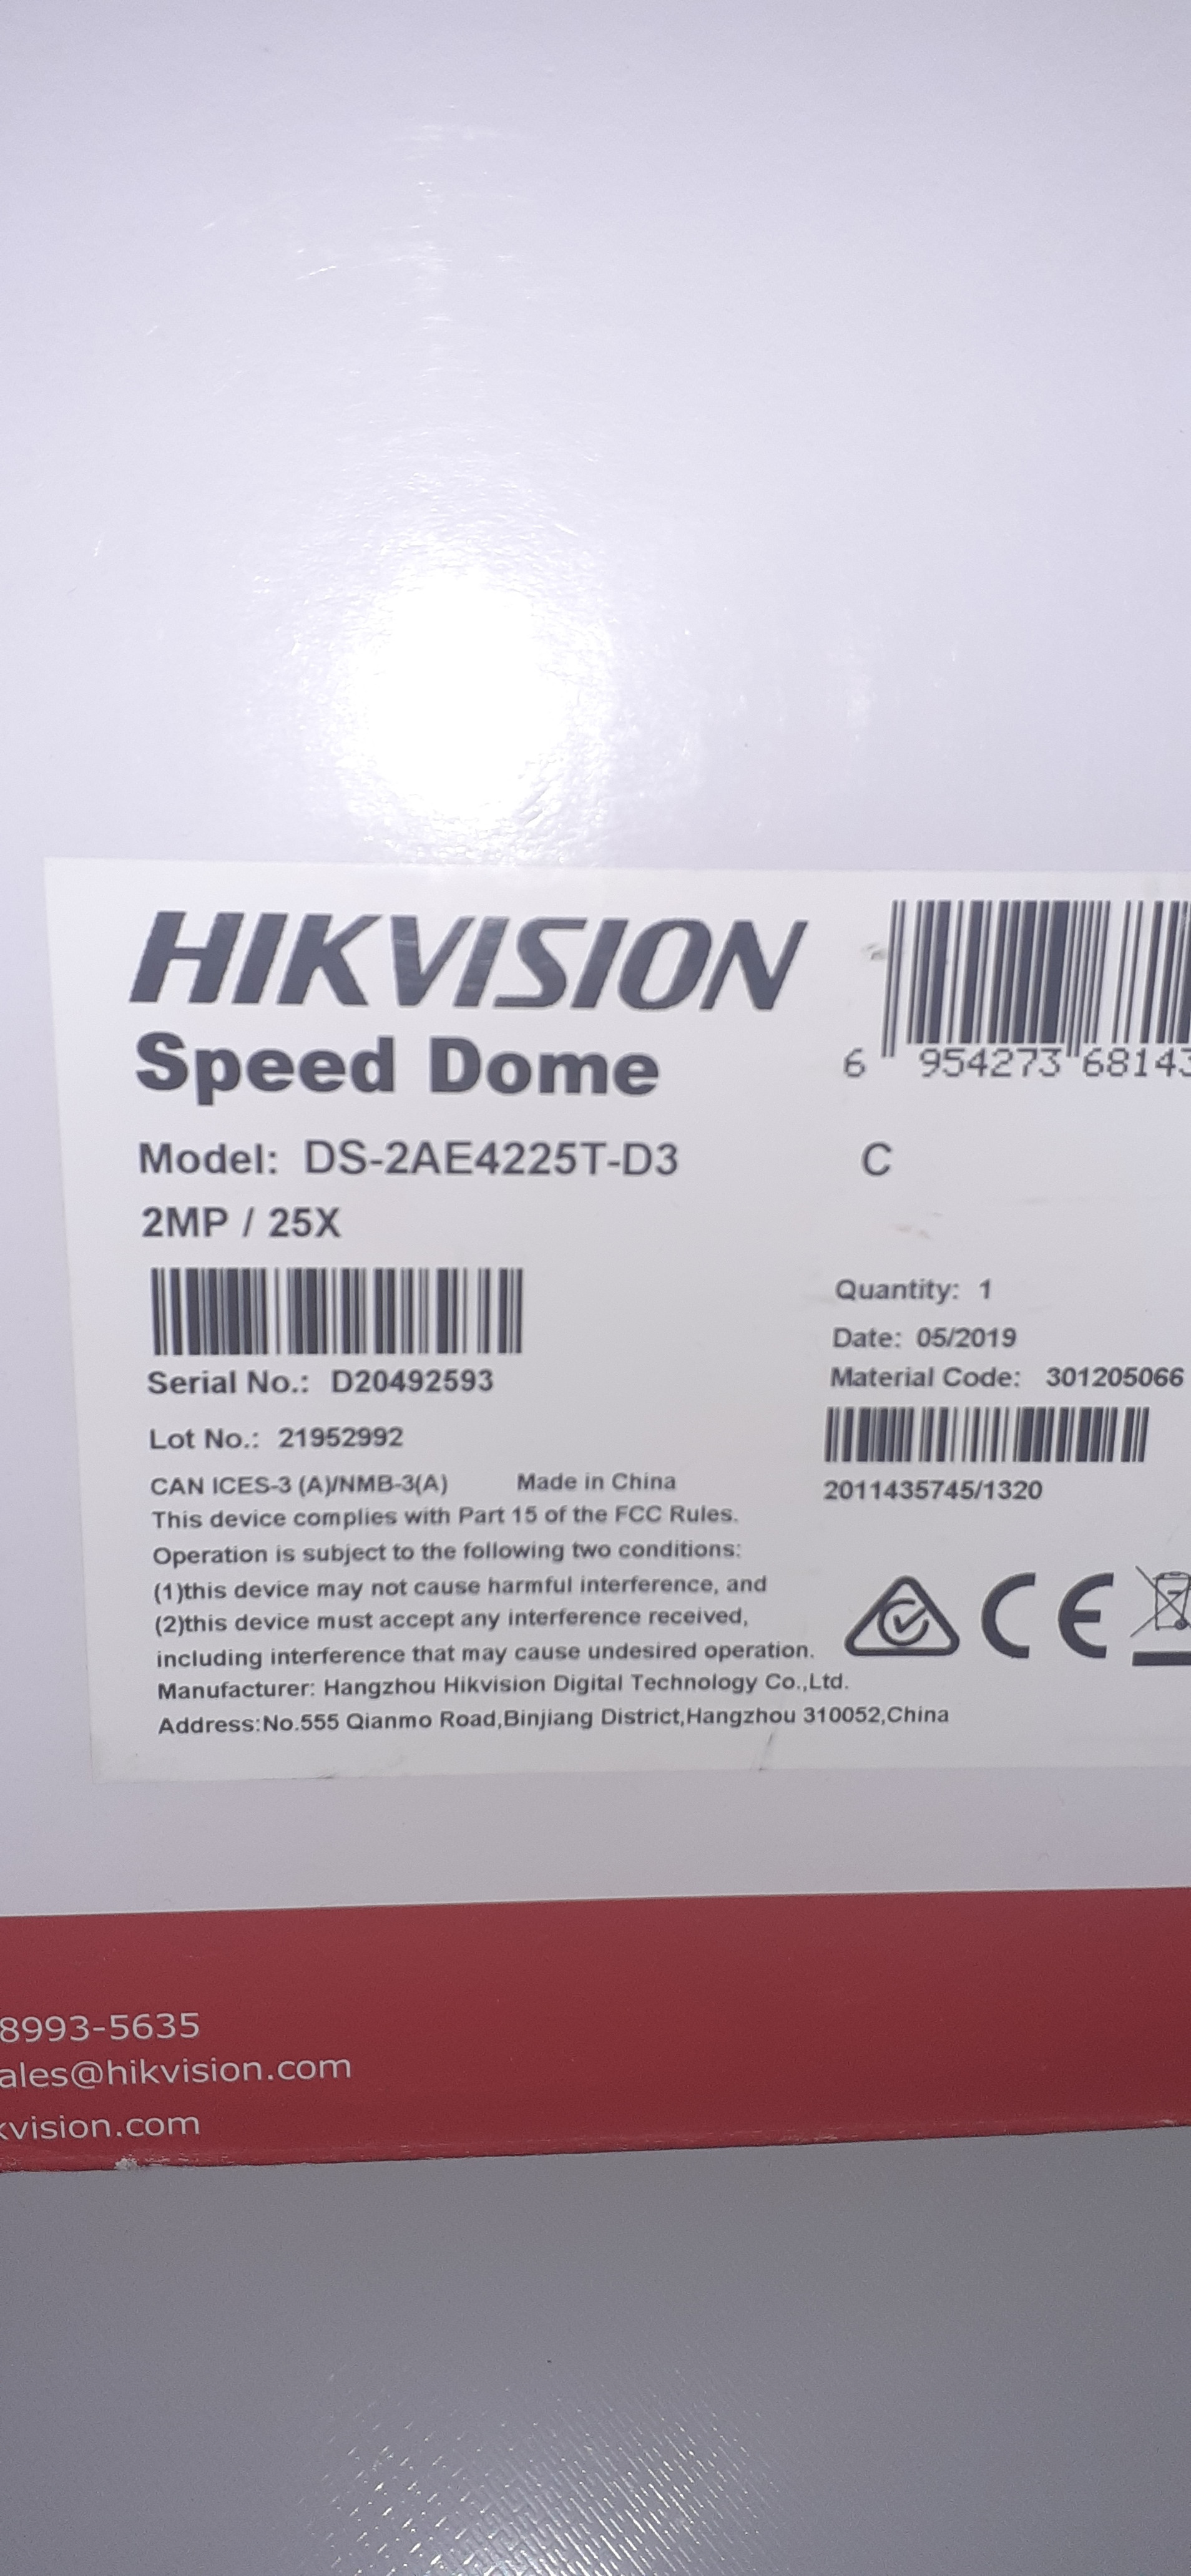 HIKVISION
Speed Dome
6 954273 68143
Model: DS-2AE4225T-D3
C
2MP / 25X
Quantity: 1
Date: 05/2019
Serial No.: D20492593
Material Code: 301205066
Lot No.: 21952992
2011435745/1320
CAN ICES-3 (A)/NMB-3(A) Made in China
This device complies with Part 15 of the FCC Rules.
Operation is subject to the following two conditions:
(1)this device may not cause harmful interference, and
(2)this device must accept any interference received,
including interference that may cause undesired operation.
CE
Manufacturer: Hangzhou Hikvision Digital Technology Co.,Ltd.
Address:No.555 Qianmo Road,Binjiang District,Hangzhou 310052,China
8993-5635
ales@hikvision.com
kvision.com